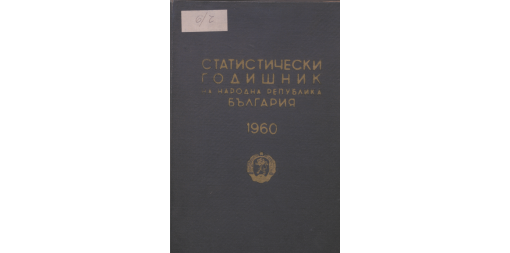 СТАТИСТИЧЕСКИ
ГОДИШНИК
НА НАРОДНА РЕПУБЛИКА
БЪЛГАРИЯ
1960